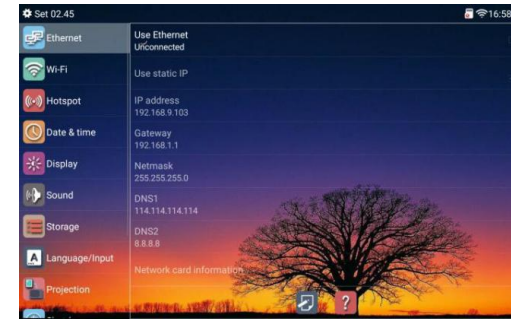 Set 02.45
16:58
Ethernet
Wi-Fi
Hotspot
Date & time
Display
Sound
Storage
Language/Input
Projection
Use Ethernet
Unconnected
Use static IP
IP address
192.168.9.103
Gateway
192.168.1.1
Netmask
255.255.255.0
DNS1
114.114.114.114
DNS2
8.8.8.8
Network card information
?